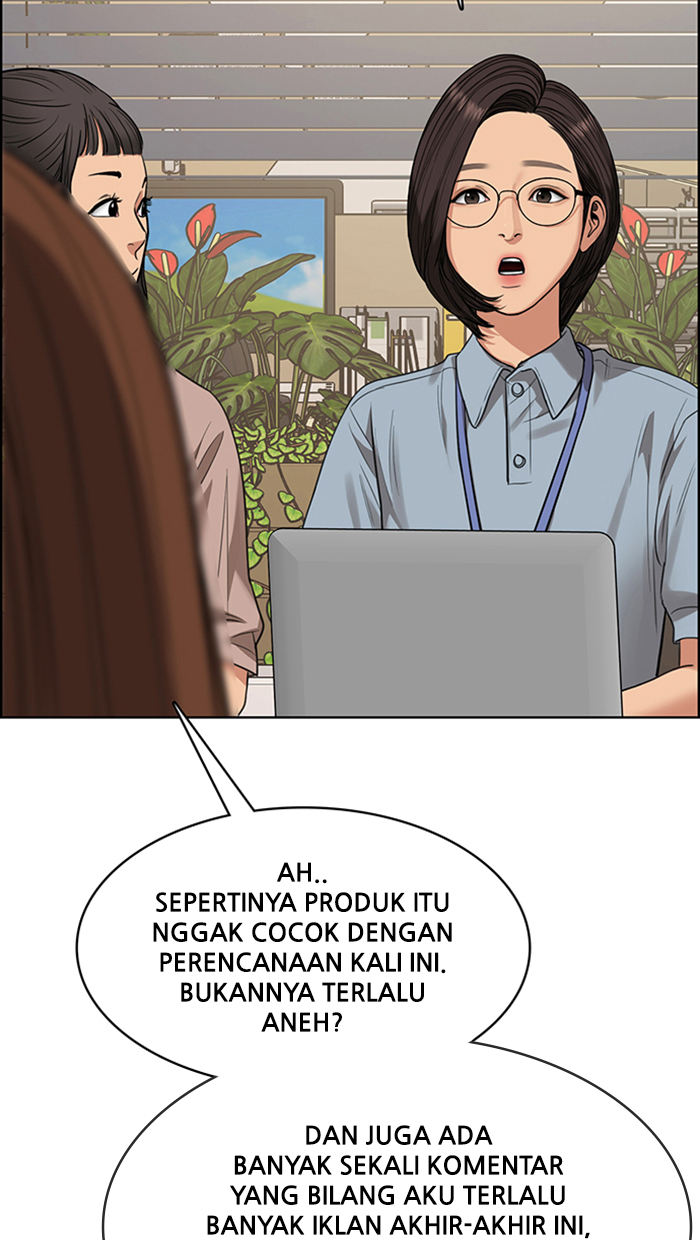 AH..
SEPERTINYA PRODUK ITU
NGGAK COCOK DENGAN
PERENCANAAN KALI INI.
BUKANNYA TERLALU
ANEH?
DAN JUGA ADA
BANYAK SEKALI KOMENTAR
YANG BILANG AKU TERLALU
BANYAK IKLAN AKHIR-AKHIR INI,